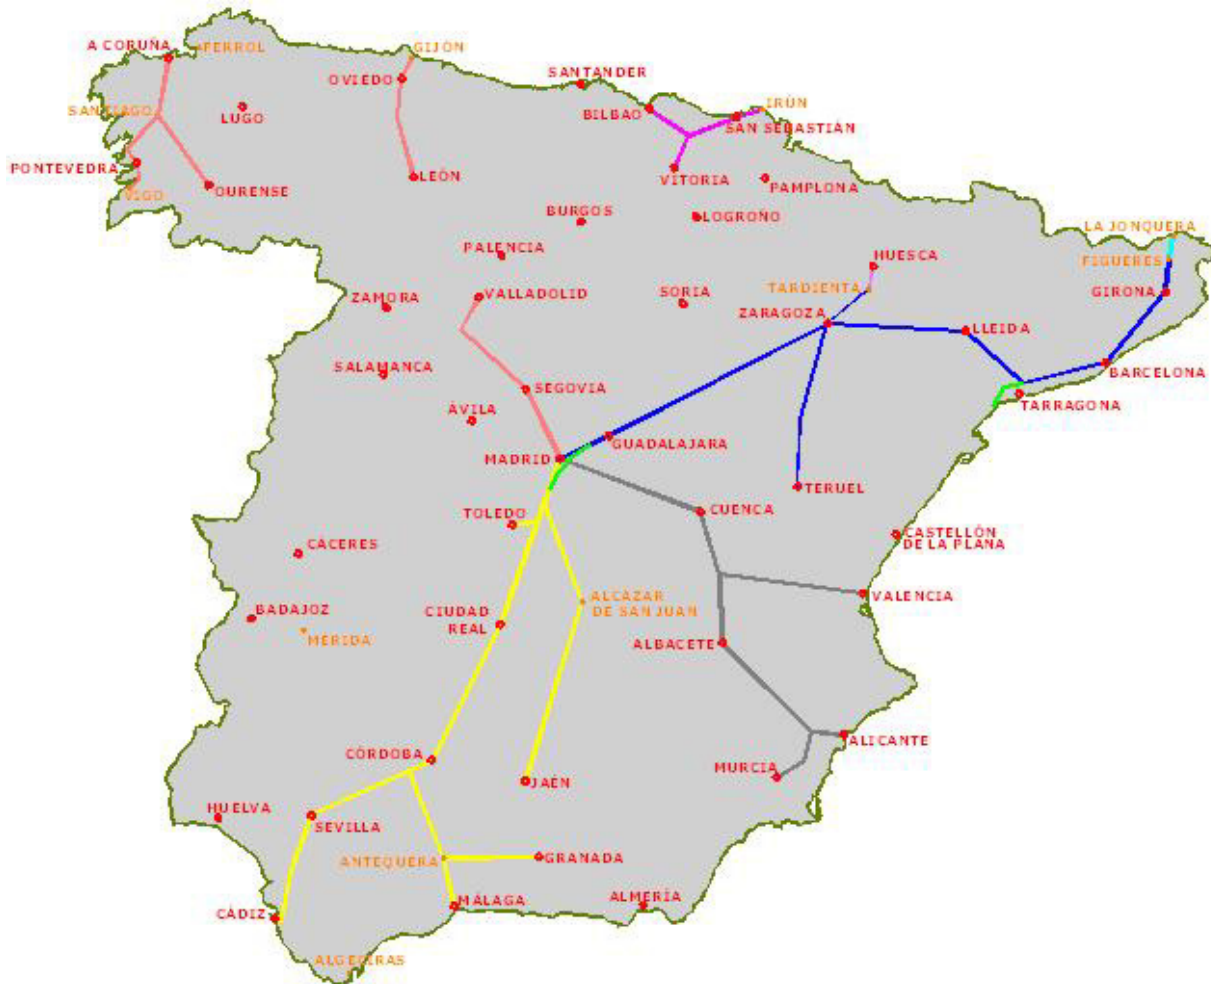 A CORUÑA
FERROL
GIJÓN
OVIEDO
SANTANDER
SANTIAGO
LUGO
BILBAO
IRÚN
SAN SEBASTIÁN
PONTEVEDRA
VIGO
OURENSE
LEÓN
VITORIA
PAMPLONA
BURGOS
LOGROÑO
LA JONQUERA
PALENCIA
HUESCA
FIGUERES
ZAMORA
VALLADOLID
SORIA
TARDIENTA
GIRONA
ZARAGOZA
LLEIDA
SALAMANCA
SEGOVIA
BARCELONA
ÁVILA
TARRAGONA
GUADALAJARA
MADRID
TERUEL
TOLEDO
CUENCA
CASTELLÓN
DE LA PLANA
CÁCERES
ALCÁZAR
DE SAN JUAN
VALENCIA
BADAJOZ
CIUDAD
REAL
MÉRIDA
ALBACETE
CÓRDOBA
ALICANTE
JAÉN
MURCIA
HUELVA
SEVILLA
ANTEQUERA
GRANADA
CÁDIZ
MÁLAGA
ALMERÍA
ALGECIRAS